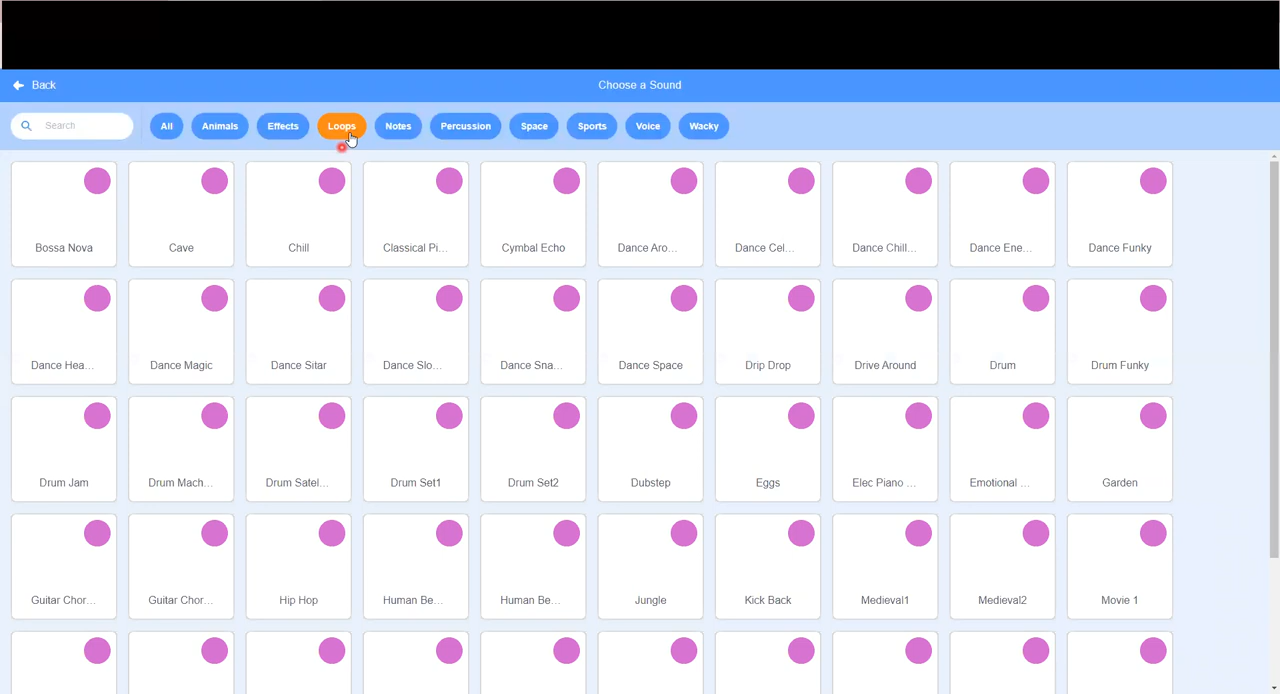 Back
Choose a Sound
Search
All Animals Effects Loops Notes Percussion Space Sports Voice Wacky
Bossa Nova Cave Chill Classical Pi... Cymbal Echo Dance Aro... Dance Cel... Dance Chill... Dance Ene... Dance Funky
Dance Hea... Dance Magic Dance Sitar Dance Slo... Dance Sna... Dance Space Drip Drop Drive Around Drum Drum Funky
Drum Jam Drum Mach... Drum Satel... Drum Set1 Drum Set2 Dubstep Eggs Elec Piano ... Emotional ... Garden
Guitar Chor... Guitar Chor... Hip Hop Human Be... Human Be... Jungle Kick Back Medieval1 Medieval2 Movie 1